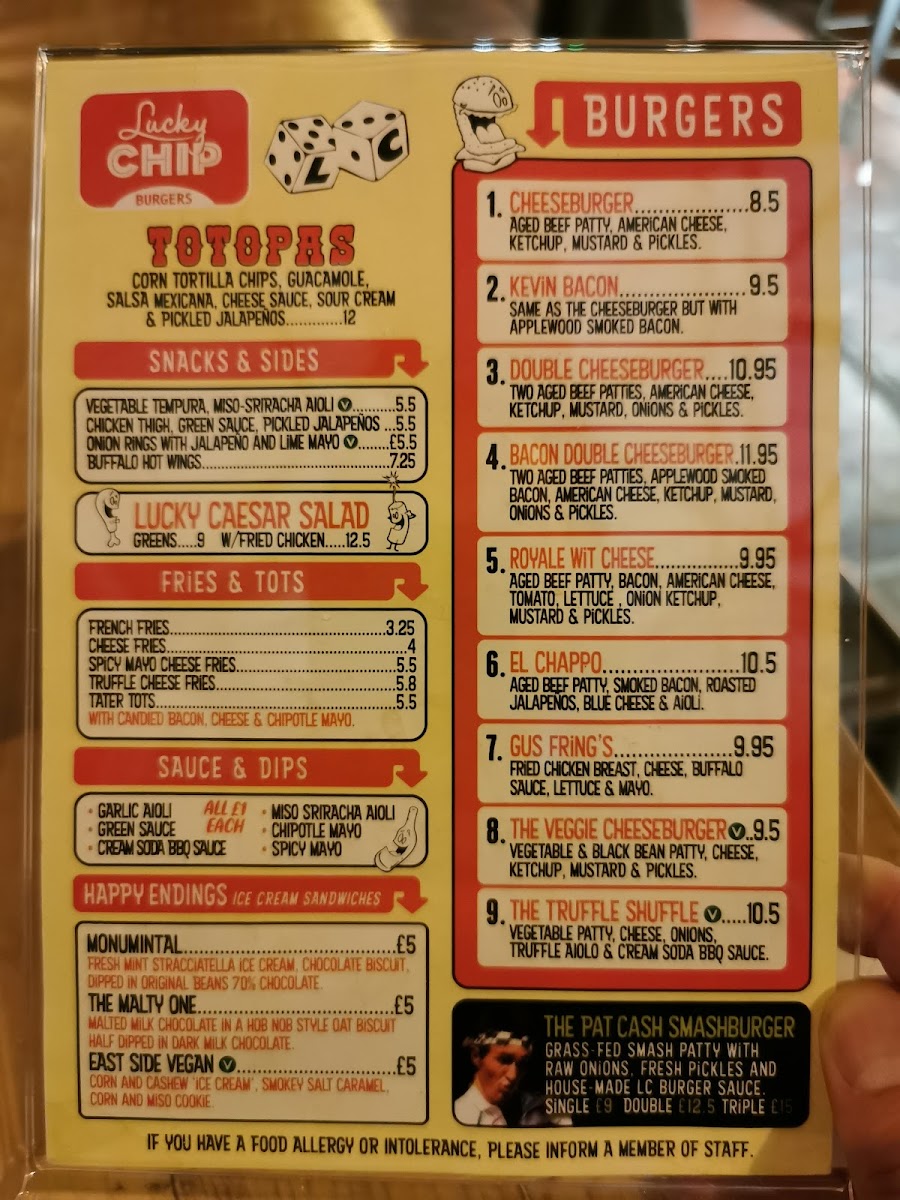 Lucky
CHIP
BURGERS
L C
TOTOPAS
CORN TORTILLA CHIPS, GUACAMOLE,
SALSA MEXICANA, CHEESE SAUCE, SOUR CREAM
& PICKLED JALAPEÑOS............12
SNACKS & SIDES
VEGETABLE TEMPURA, MISO-SRIRACHA AIOLI V..........5.5
CHICKEN THIGH, GREEN SAUCE, PICKLED JALAPEÑOS ...5.5
ONION RINGS WITH JALAPEÑO AND LIME MAYO V.......£5.5
BUFFALO HOT WINGS..........................................7.25
LUCKY CAESAR SALAD
GREENS.....9 W/FRIED CHICKEN.....12.5
FRIES & TOTS
FRENCH FRIES.................................................3.25
CHEESE FRIES.....................................................4
SPICY MAYO CHEESE FRIES....................................5.5
TRUFFLE CHEESE FRIES........................................5.8
TATER TOTS......................................................5.5
WITH CANDIED BACON, CHEESE & CHIPOTLE MAYO.
SAUCE & DIPS
• GARLIC AIOLI
• GREEN SAUCE
• CREAM SODA BBQ SAUCE
ALL £1
EACH
• MISO SRIRACHA AIOLI
• CHIPOTLE MAYO
• SPICY MAYO
HAPPY ENDINGS ICE CREAM SANDWICHES
MONUMINTAL.........................................£5
FRESH MINT STRACCIATELLA ICE CREAM, CHOCOLATE BISCUIT,
DIPPED IN ORIGINAL BEANS 70% CHOCOLATE.
THE MALTY ONE.......................................£5
MALTED MILK CHOCOLATE IN A HOB NOB STYLE OAT BISCUIT
HALF DIPPED IN DARK MILK CHOCOLATE.
EAST SIDE VEGAN V...............................£5
CORN AND CASHEW 'ICE CREAM', SMOKEY SALT CARAMEL,
CORN AND MISO COOKIE.
BURGERS
1. CHEESEBURGER...................8.5
AGED BEEF PATTY, AMERICAN CHEESE,
KETCHUP, MUSTARD & PICKLES.
2. KEVIN BACON......................9.5
SAME AS THE CHEESEBURGER BUT WITH
APPLEWOOD SMOKED BACON.
3. DOUBLE CHEESEBURGER....10.95
TWO AGED BEEF PATTIES, AMERICAN CHEESE,
KETCHUP, MUSTARD, ONIONS & PICKLES.
4. BACON DOUBLE CHEESEBURGER.11.95
TWO AGED BEEF PATTIES, APPLEWOOD SMOKED
BACON, AMERICAN CHEESE, KETCHUP, MUSTARD,
ONIONS & PICKLES.
5. ROYALE WIT CHEESE..............9.95
AGED BEEF PATTY, BACON, AMERICAN CHEESE,
TOMATO, LETTUCE , ONION KETCHUP,
MUSTARD & PICKLES.
6. EL CHAPPO.......................10.5
AGED BEEF PATTY, SMOKED BACON, ROASTED
JALAPEÑOS, BLUE CHEESE & AIOLI.
7. GUS FRING'S....................9.95
FRIED CHICKEN BREAST, CHEESE, BUFFALO
SAUCE, LETTUCE & MAYO.
8. THE VEGGIE CHEESEBURGER V..9.5
VEGETABLE & BLACK BEAN PATTY, CHEESE,
KETCHUP, MUSTARD & PICKLES.
9. THE TRUFFLE SHUFFLE V.....10.5
VEGETABLE PATTY, CHEESE, ONIONS,
TRUFFLE AIOLO & CREAM SODA BBQ SAUCE.
THE PAT CASH SMASHBURGER
GRASS-FED SMASH PATTY WITH
RAW ONIONS, FRESH PICKLES AND
HOUSE-MADE LC BURGER SAUCE.
SINGLE £9 DOUBLE £12.5 TRIPLE £15
IF YOU HAVE A FOOD ALLERGY OR INTOLERANCE, PLEASE INFORM A MEMBER OF STAFF.